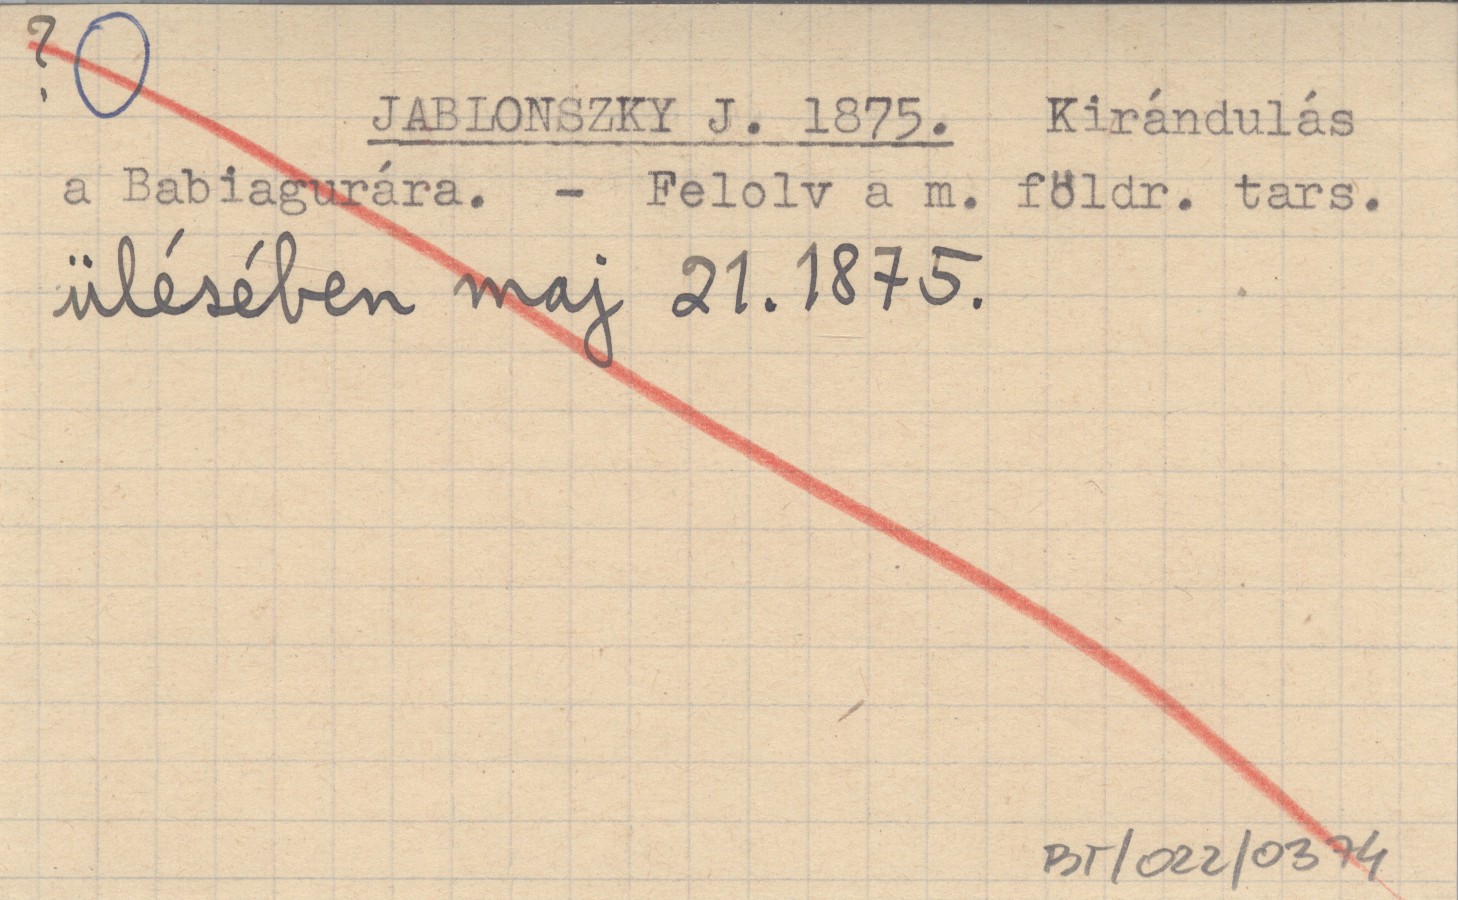 ?
JABLONSZKY J. 1875. Kirándulás
a Babiagurára. - Felolv a m. földr. tars.
ülésében maj 21. 1875.
BT/022/0374